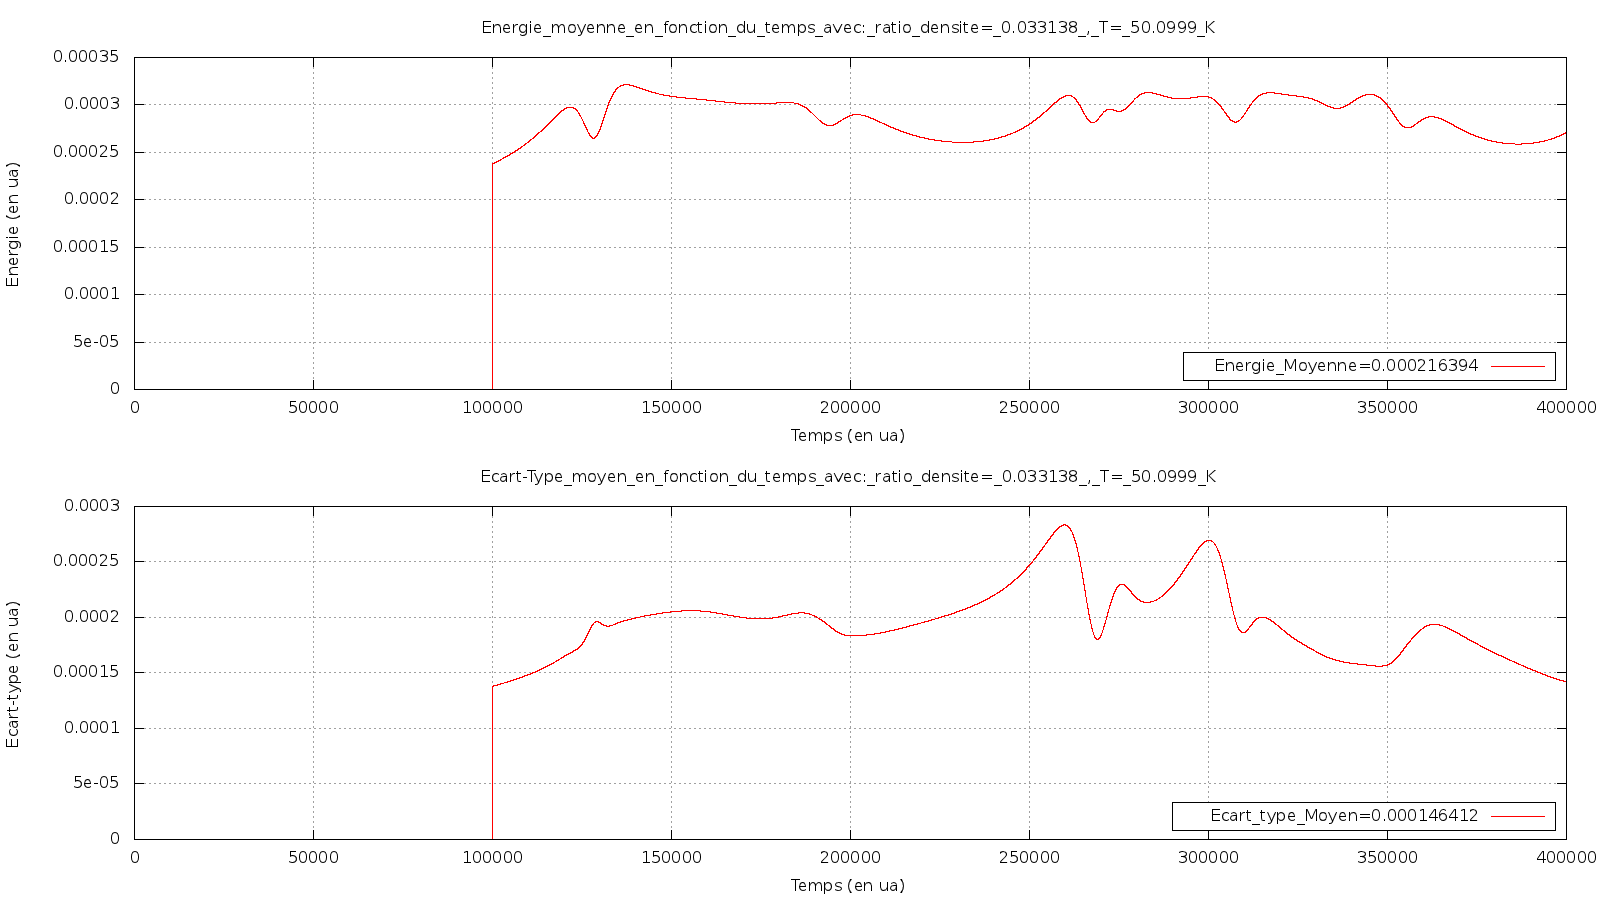 Energie_moyenne_en_fonction_du_temps_avec:_ratio_densite=_0.033138_,_T=_50.0999_K
0.00035
0.0003
0.00025
0.0002
0.00015
0.0001
5e-05
0
Energie (en ua)
Energie_Moyenne=0.000216394
0 50000 100000 150000 200000 250000 300000 350000 400000
Temps (en ua)
Ecart-Type_moyen_en_fonction_du_temps_avec:_ratio_densite=_0.033138_,_T=_50.0999_K
0.0003
0.00025
0.0002
0.00015
0.0001
5e-05
0
Ecart-type (en ua)
Ecart_type_Moyen=0.000146412
0 50000 100000 150000 200000 250000 300000 350000 400000
Temps (en ua)